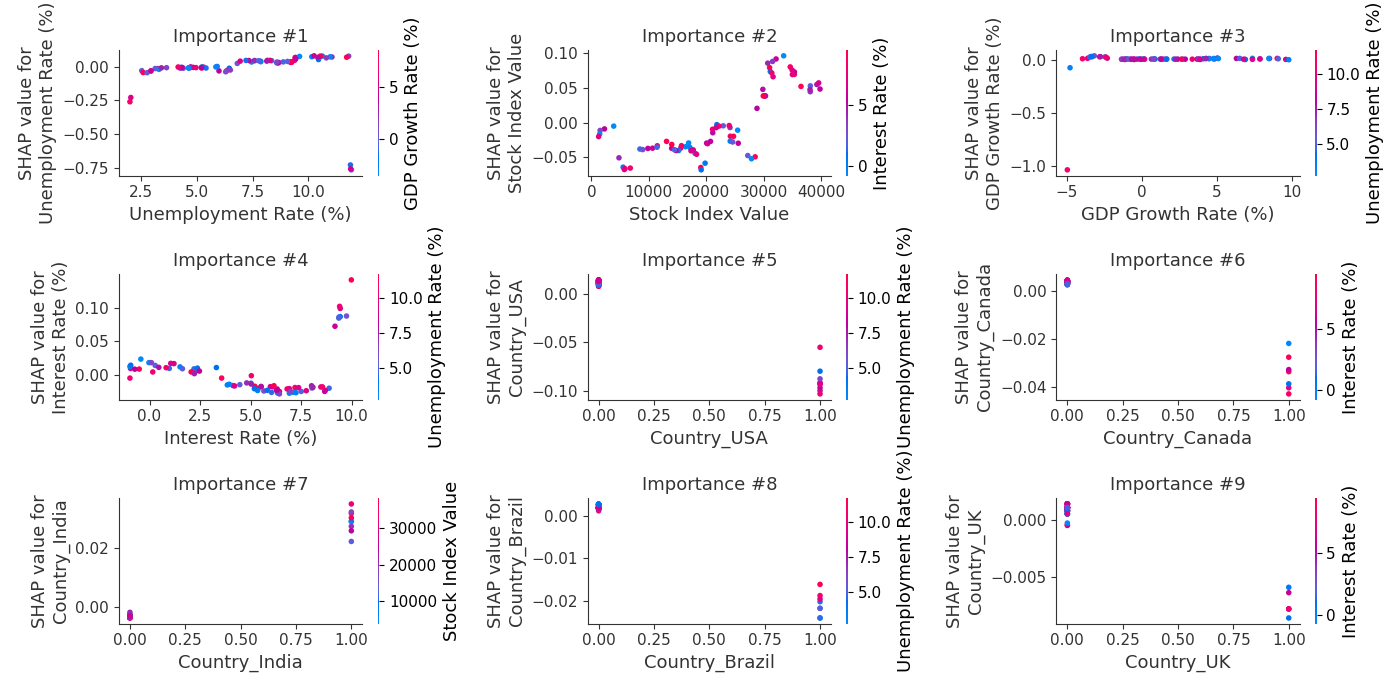 Importance #1
SHAP value for
Unemployment Rate (%)
0.00
−0.25
−0.50
−0.75
2.5
5.0
7.5
10.0
Unemployment Rate (%)
5
0
GDP Growth Rate (%)
Importance #2
SHAP value for
Stock Index Value
0.10
0.05
0.00
−0.05
0
10000
20000
30000
40000
Stock Index Value
5
0
Interest Rate (%)
Importance #3
SHAP value for
GDP Growth Rate (%)
0.0
−0.5
−1.0
−5
0
5
10
GDP Growth Rate (%)
10.0
7.5
5.0
Unemployment Rate (%)
Importance #4
SHAP value for
Interest Rate (%)
0.10
0.05
0.00
0.0
2.5
5.0
7.5
10.0
Interest Rate (%)
10.0
7.5
5.0
Unemployment Rate (%)
Importance #5
SHAP value for
Country_USA
0.00
−0.05
−0.10
0.00
0.25
0.50
0.75
1.00
Country_USA
10.0
7.5
5.0
Unemployment Rate (%)
Importance #6
SHAP value for
Country_Canada
0.00
−0.02
−0.04
0.00
0.25
0.50
0.75
1.00
Country_Canada
5
0
Interest Rate (%)
Importance #7
SHAP value for
Country_India
0.02
0.00
0.00
0.25
0.50
0.75
1.00
Country_India
30000
20000
10000
Stock Index Value
Importance #8
SHAP value for
Country_Brazil
0.00
−0.01
−0.02
0.00
0.25
0.50
0.75
1.00
Country_Brazil
10.0
7.5
5.0
Unemployment Rate (%)
Importance #9
SHAP value for
Country_UK
0.000
−0.005
0.00
0.25
0.50
0.75
1.00
Country_UK
5
0
Interest Rate (%)